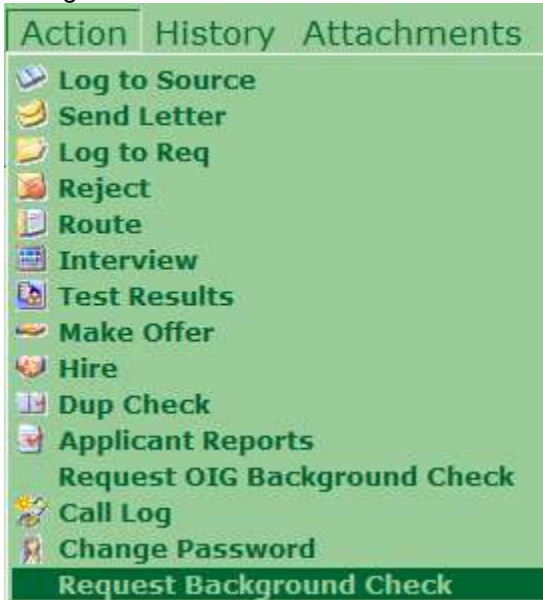 Action History Attachments
Log to Source
Send Letter
Log to Req
Reject
Route
Interview
Test Results
Make Offer
Hire
Dup Check
Applicant Reports
Request OIG Background Check
Call Log
Change Password
Request Background Check